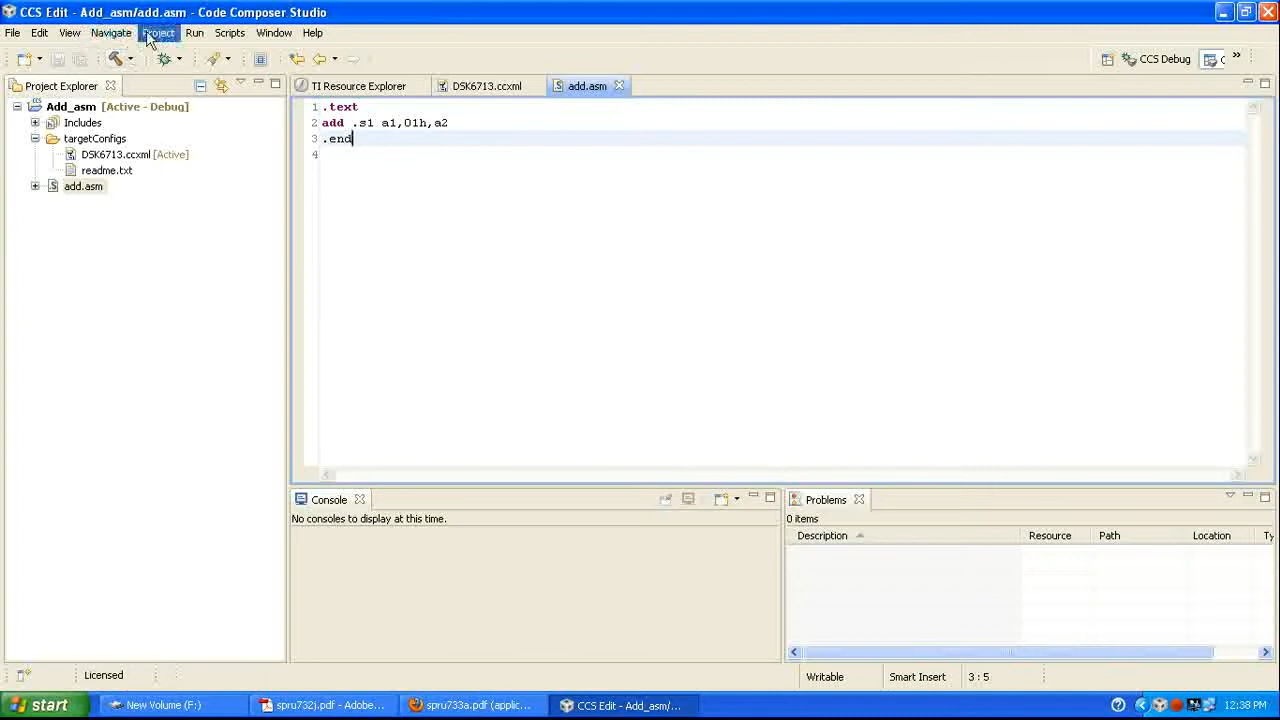 CCS Edit - Add_asm/add.asm - Code Composer Studio
File Edit View Navigate Project Run Scripts Window Help
CCS Debug
Project Explorer
TI Resource Explorer DSK6713.ccxml add.asm
Add_asm [Active - Debug]
Includes
targetConfigs
DSK6713.ccxml [Active]
readme.txt
add.asm
1 .text
2 add .s1 a1,01h,a2
3 .end
4
Console
No consoles to display at this time.
Problems
0 items
Description Resource Path Location Ty
Licensed
Writable Smart Insert 3 : 5
start New Volume (F:) spru732j.pdf - Adobe... spru733a.pdf (applic... CCS Edit - Add_asm/... 12:38 PM